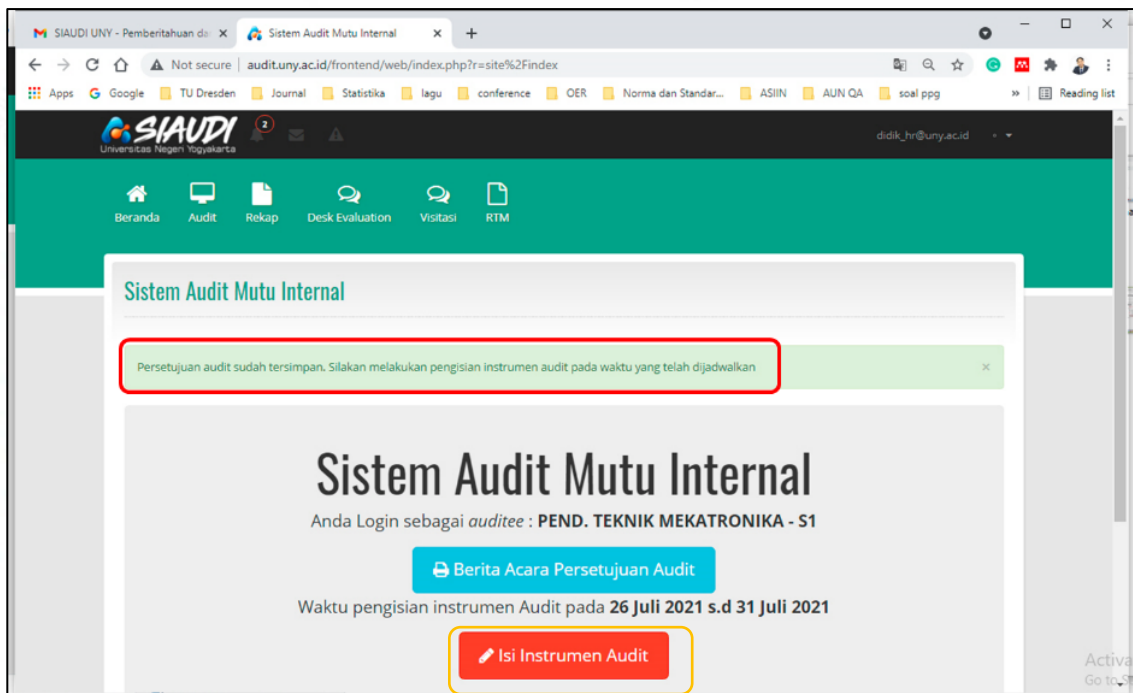 SIAUDI UNY - Pemberitahuan da
Sistem Audit Mutu Internal
Not secure | audit.uny.ac.id/frontend/web/index.php?r=site%2Findex
Apps Google TU Dresden Journal Statistika lagu conference OER Norma dan Standar... ASIIN AUN QA soal ppg » Reading list
SIAUDI
Universitas Negeri Yogyakarta
2
didik_hr@uny.ac.id
Beranda Audit Rekap Desk Evaluation Visitasi RTM
Sistem Audit Mutu Internal
Persetujuan audit sudah tersimpan. Silakan melakukan pengisian instrumen audit pada waktu yang telah dijadwalkan ×
Sistem Audit Mutu Internal
Anda Login sebagai auditee : PEND. TEKNIK MEKATRONIKA - S1
Berita Acara Persetujuan Audit
Waktu pengisian instrumen Audit pada 26 Juli 2021 s.d 31 Juli 2021
Isi Instrumen Audit
Activa
Go to S